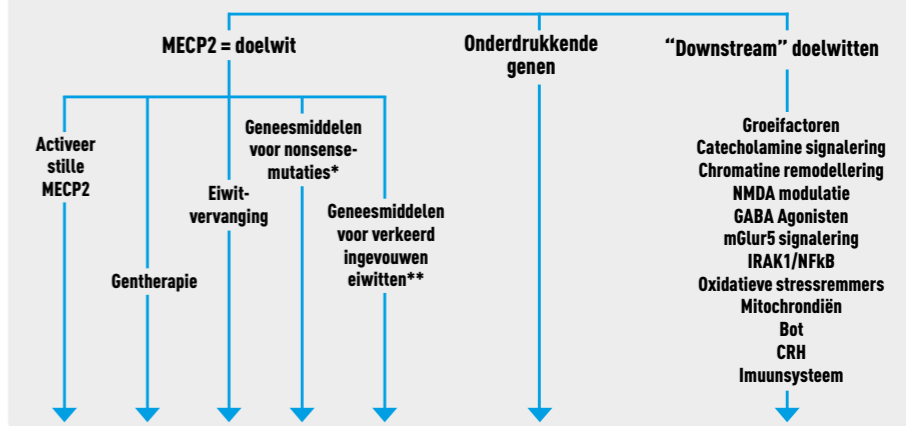 MECP2 = doelwit
Onderdrukkende
genen
“Downstream” doelwitten
Activeer
stille
MECP2
Gentherapie
Eiwit-
vervanging
Geneesmiddelen
voor nonsense-
mutaties*
Geneesmiddelen
voor verkeerd
ingevouwen
eiwitten**
Groeifactoren
Catecholamine signalering
Chromatine remodellering
NMDA modulatie
GABA Agonisten
mGlur5 signalering
IRAK1/NFkB
Oxidatieve stressremmers
Mitochrondiën
Bot
CRH
Imuunsysteem